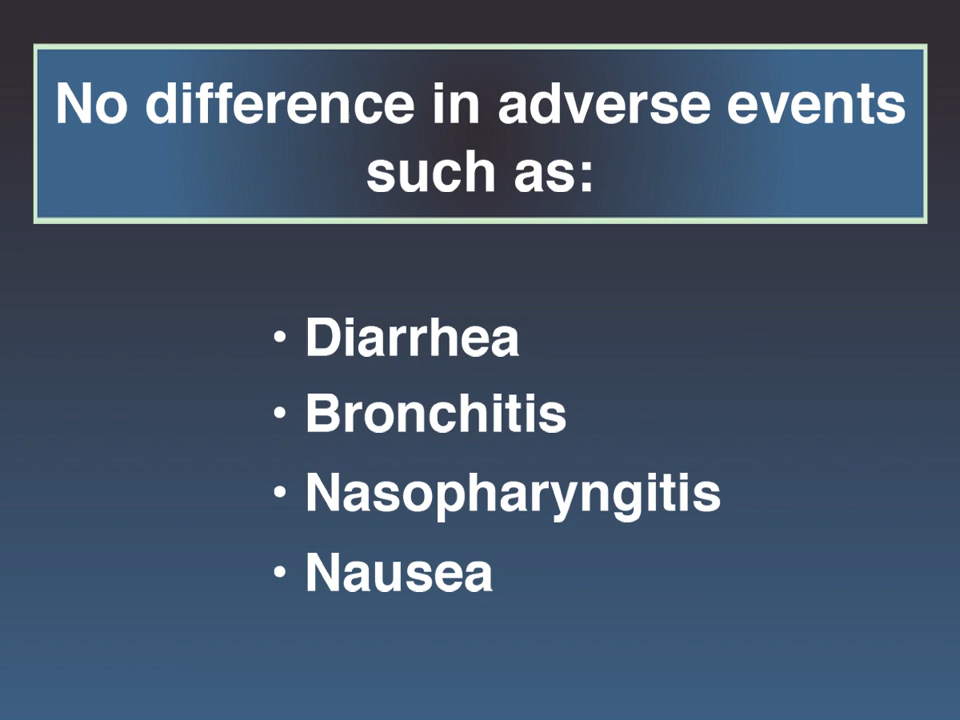 No difference in adverse events
such as:
• Diarrhea
• Bronchitis
• Nasopharyngitis
• Nausea